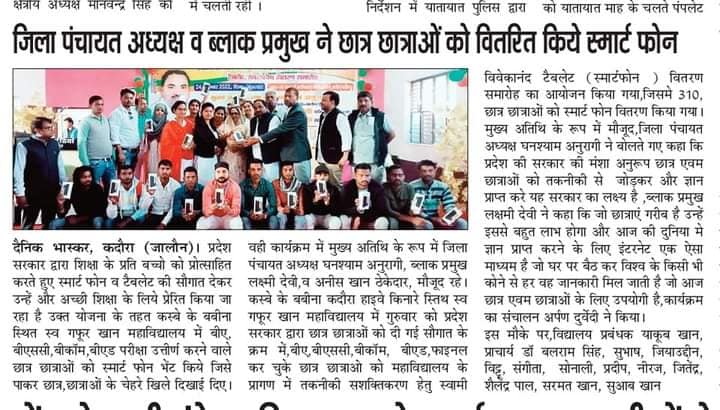 क्षेत्रीय अध्यक्ष मानवेन्द्र सिंह की
में चलती रही ।
निर्देशन में यातायात पुलिस द्वारा
को यातायात माह के चलते पंपलेट
जिला पंचायत अध्यक्ष व ब्लाक प्रमुख ने छात्र छात्राओं को वितरित किये स्मार्ट फोन
दैनिक भास्कर, कदौरा (जालौन)। प्रदेश
सरकार द्वारा शिक्षा के प्रति बच्चो को प्रोत्साहित
करते हुए स्मार्ट फोन व टैबलेट की सौगात देकर
उन्हें और अच्छी शिक्षा के लिये प्रेरित किया जा
रहा है उक्त योजना के तहत कस्बे के बबीना
स्थित स्व गफूर खान महाविद्यालय में बीए,
बीएससी,बीकॉम,बीएड परीक्षा उत्तीर्ण करने वाले
छात्र छात्राओं को स्मार्ट फोन भेंट किये जिसे
पाकर छात्र,छात्राओं के चेहरे खिले दिखाई दिए।
वही कार्यक्रम में मुख्य अतिथि के रूप में जिला
पंचायत अध्यक्ष घनश्याम अनुरागी, ब्लाक प्रमुख
लक्ष्मी देवी,व अनीस खान ठेकेदार, मौजूद रहे।
कस्बे के बबीना कदौरा हाइवे किनारे स्तिथ स्व
गफूर खान महाविद्यालय में गुरुवार को प्रदेश
सरकार द्वारा छात्र छात्राओं को दी गई सौगात के
क्रम में,बीए,बीएससी,बीकॉम, बीएड,फाइनल
कर चुके छात्र छात्राओ को महाविद्यालय के
प्रागण में तकनीकी सशक्तिकरण हेतु स्वामी
विवेकानंद टैबलेट (स्मार्टफोन ) वितरण
समारोह का आयोजन किया गया,जिसमे 310,
छात्र छात्राओं को स्मार्ट फोन वितरण किया गया।
मुख्य अतिथि के रूप में मौजूद,जिला पंचायत
अध्यक्ष घनश्याम अनुरागी ने बोलते गए कहा कि
प्रदेश की सरकार की मंशा अनुरूप छात्र एवम
छात्राओं को तकनीकी से जोड़कर और ज्ञान
प्राप्त करे यह सरकार का लक्ष्य है ,ब्लाक प्रमुख
लक्षमी देवी ने कहा कि जो छात्राएं गरीब है उन्हें
इससे बहुत लाभ होगा और आज की दुनिया मे
ज्ञान प्राप्त करने के लिए इंटरनेट एक ऐसा
माध्यम है जो घर पर बैठ कर विश्व के किसी भी
कोने से हर वह जानकारी मिल जाती है जो आज
छात्र एवम छात्राओं के लिए उपयोगी है,कार्यक्रम
का संचालन अर्पण दुर्वेदी ने किया।
इस मौके पर,विद्यालय प्रबंधक याकूब खान,
प्राचार्य डॉ बलराम सिंह, सुभाष, जियाउद्दीन,
विट्टू, संगीता, सोनाली, प्रदीप, नीरज, जितेंद्र,
शैलेन्द्र पाल, सरमत खान, सुआब खान